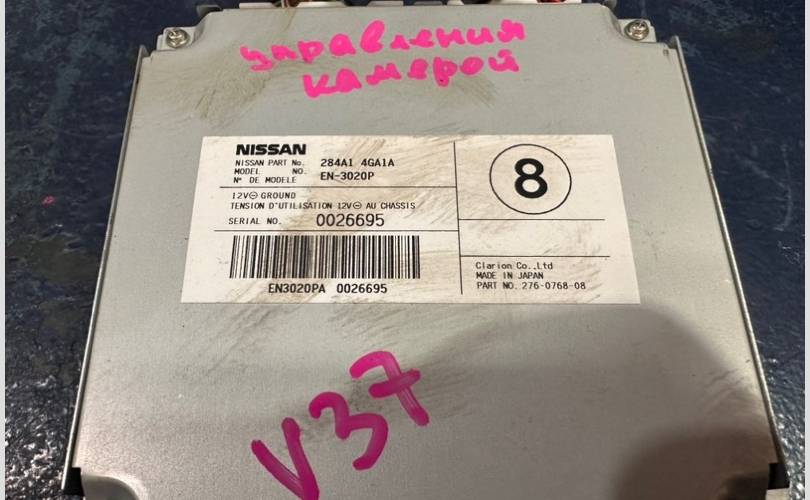 управления
камерой
NISSAN
NISSAN PART No. 284A1 4GA1A
MODEL NO. EN-3020P
N° DE MODELE
8
12V⊖ GROUND
TENSION D'UTILISATION 12V⊖ AU CHASSIS
SERIAL NO. 0026695
EN3020PA 0026695
Clarion Co.,Ltd
MADE IN JAPAN
PART NO. 276-0768-08
V37